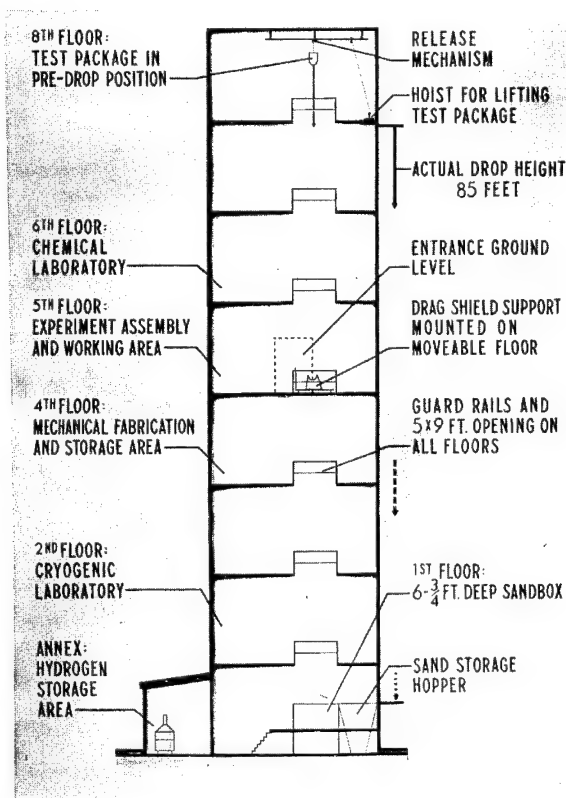 8TH FLOOR:
TEST PACKAGE IN
PRE-DROP POSITION
RELEASE
MECHANISM
HOIST FOR LIFTING
TEST PACKAGE
ACTUAL DROP HEIGHT
85 FEET
6TH FLOOR:
CHEMICAL
LABORATORY
ENTRANCE GROUND
LEVEL
5TH FLOOR:
EXPERIMENT ASSEMBLY
AND WORKING AREA
DRAG SHIELD SUPPORT
MOUNTED ON
MOVEABLE FLOOR
4TH FLOOR:
MECHANICAL FABRICATION
AND STORAGE AREA
GUARD RAILS AND
5x9 FT. OPENING ON
ALL FLOORS
2ND FLOOR:
CRYOGENIC
LABORATORY
1ST FLOOR:
6-3/4 FT. DEEP SANDBOX
ANNEX:
HYDROGEN
STORAGE
AREA
SAND STORAGE
HOPPER